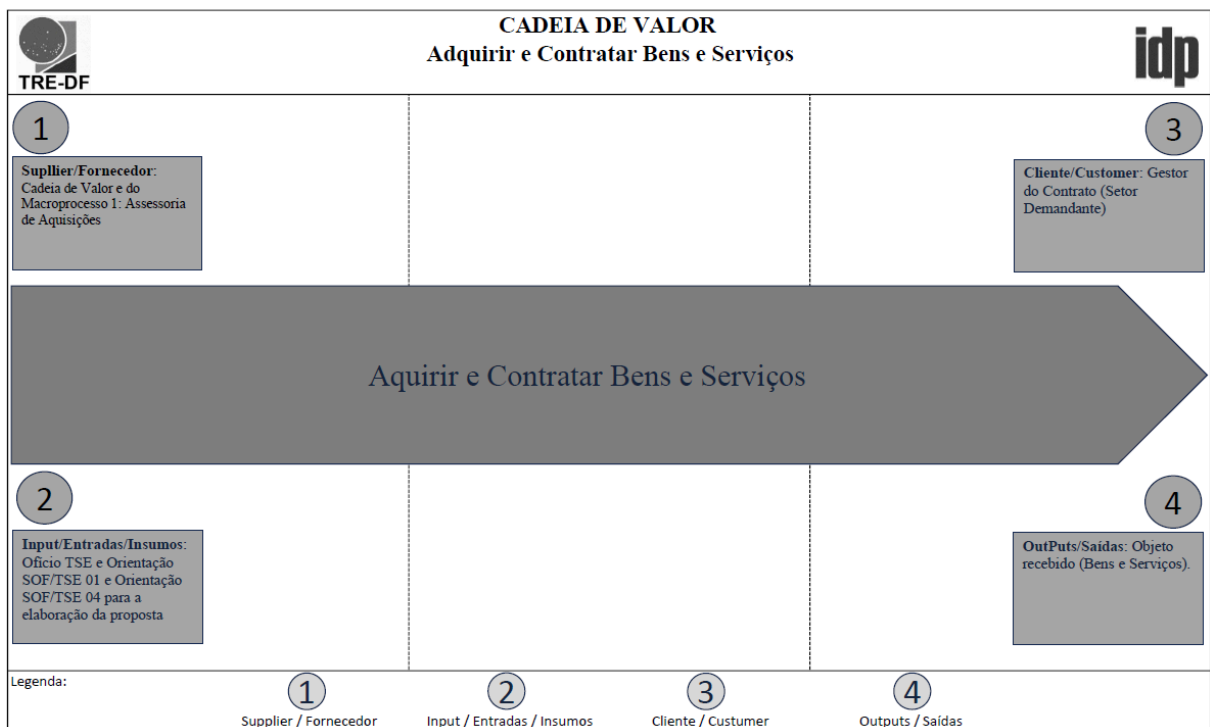 CADEIA DE VALOR
Adquirir e Contratar Bens e Serviços
TRE-DF
idp
1
Supllier/Fornecedor:
Cadeia de Valor e do
Macroprocesso 1: Assessoria
de Aquisições
3
Cliente/Customer: Gestor
do Contrato (Setor
Demandante)
Aquirir e Contratar Bens e Serviços
2
Input/Entradas/Insumos:
Ofício TSE e Orientação
SOF/TSE 01 e Orientação
SOF/TSE 04 para a
elaboração da proposta
4
OutPuts/Saídas: Objeto
recebido (Bens e Serviços).
Legenda:
1
Supplier / Fornecedor
2
Input / Entradas / Insumos
3
Cliente / Custumer
4
Outputs / Saídas